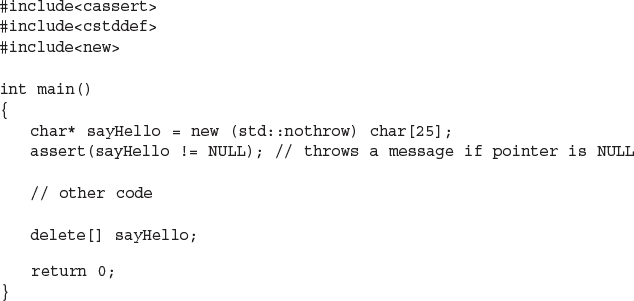 #include<cassert>
#include<cstddef>
#include<new>
int main()
{
char* sayHello = new (std::nothrow) char[25];
assert(sayHello != NULL); // throws a message if pointer is NULL
// other code
delete[] sayHello;
return 0;
}